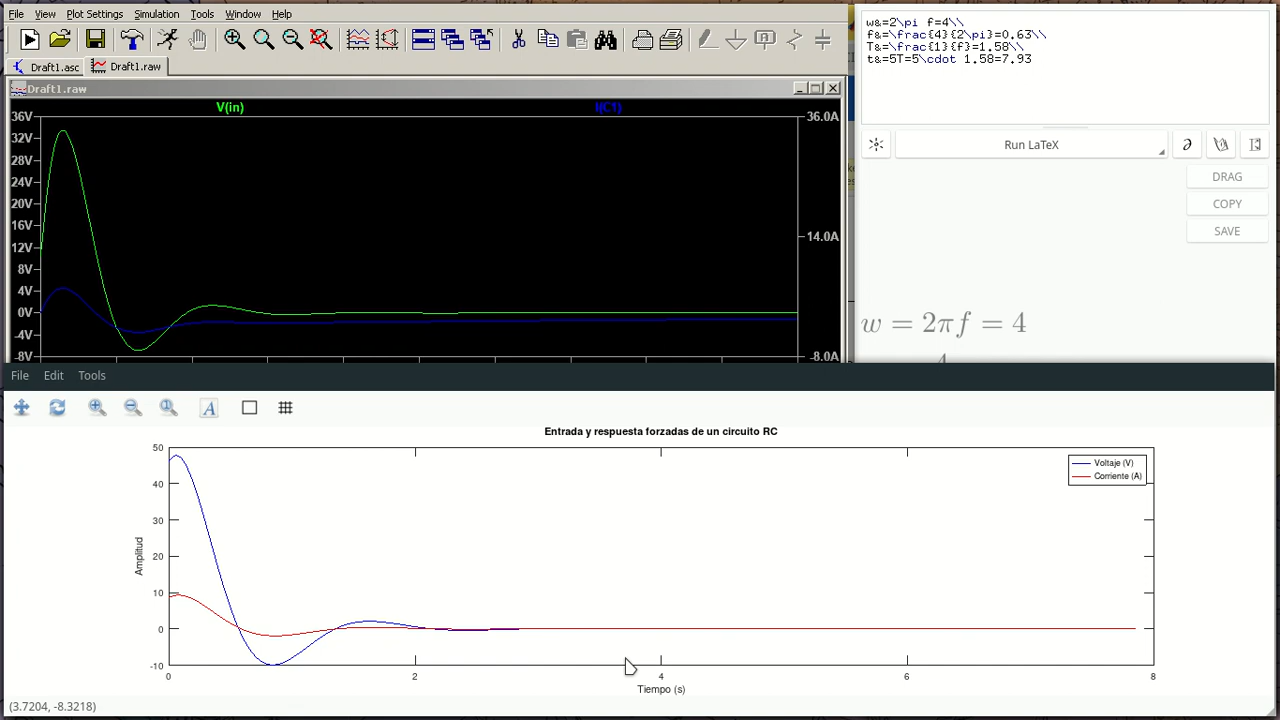 File View Plot Settings Simulation Tools Window Help
Draft1.asc Draft1.raw
Draft1.raw
V(in) I(C1)
36V 36.0A
32V
28V
24V
20V
16V
12V 14.0A
8V
4V
0V
-4V
-8V -8.0A
w&=2\pi f=4\\
f&=\frac{4}{2\pi}=0.63\\
T&=\frac{1}{f}=1.58\\
t&=5T=5\cdot 1.58=7.93
Run LaTeX
DRAG
COPY
SAVE
w = 2πf = 4
4
File Edit Tools
A
Entrada y respuesta forzadas de un circuito RC
Voltaje (V)
Corriente (A)
Amplitud
50
40
30
20
10
0
-10
0 2 4 6 8
Tiempo (s)
(3.7204, -8.3218)